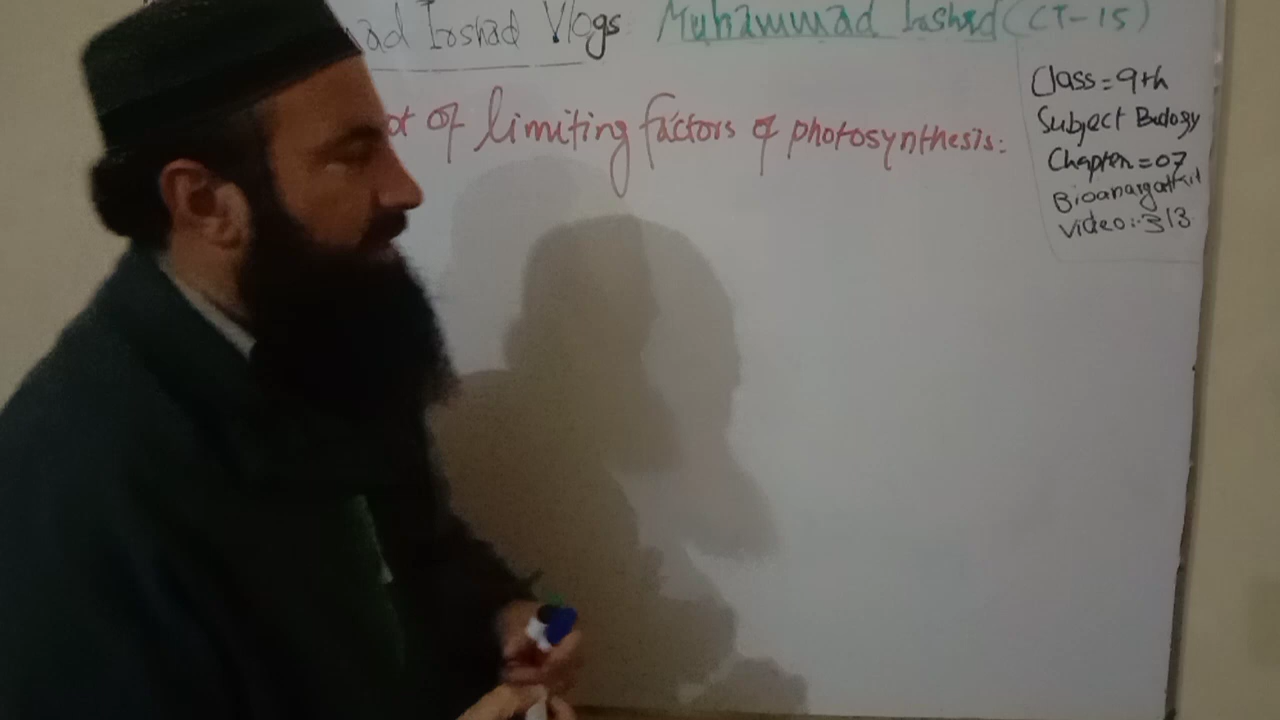 ad Irshad Vlogs Muhammad Irshad (CT-15)
ot of limiting factors of photosynthesis:
Class = 9th
Subject Biology
Chapter = 07
Video:- 313